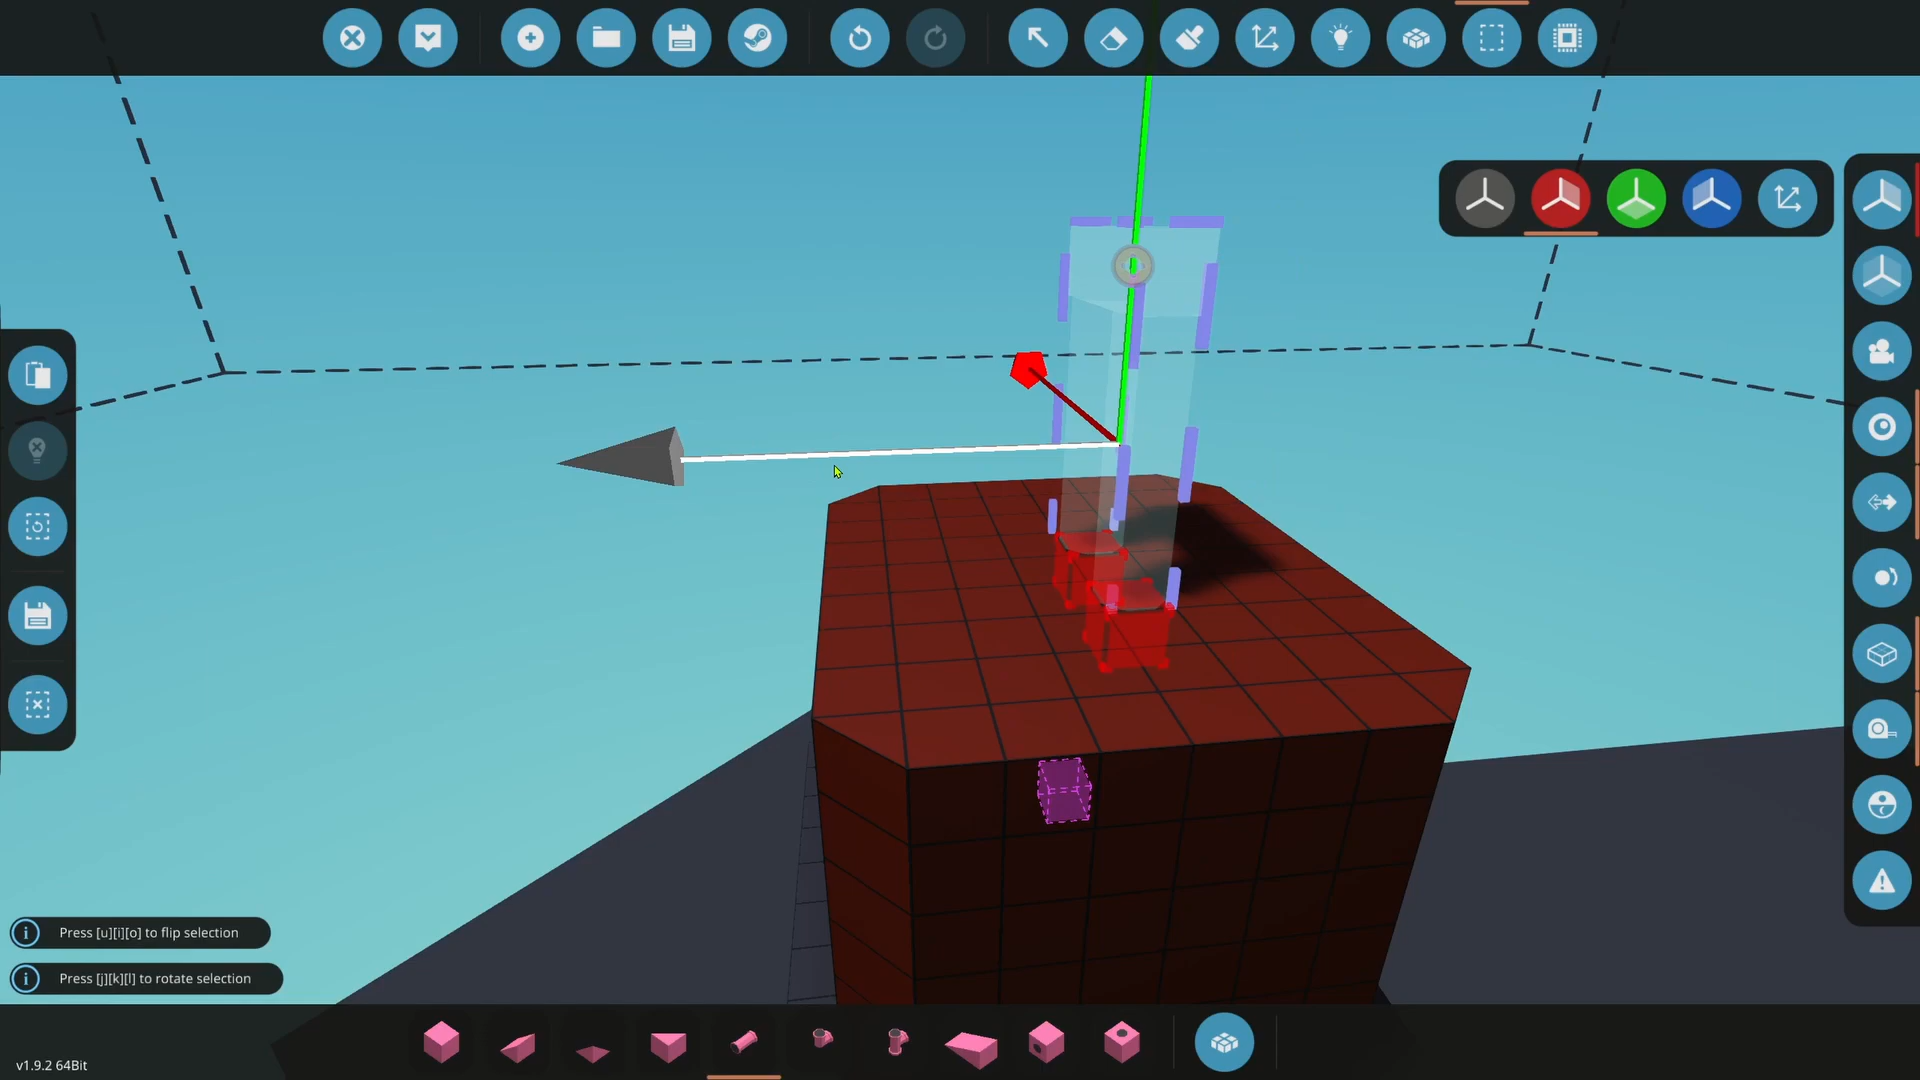 Press [u][i][o] to flip selection
Press [j][k][l] to rotate selection
v1.9.2 64Bit